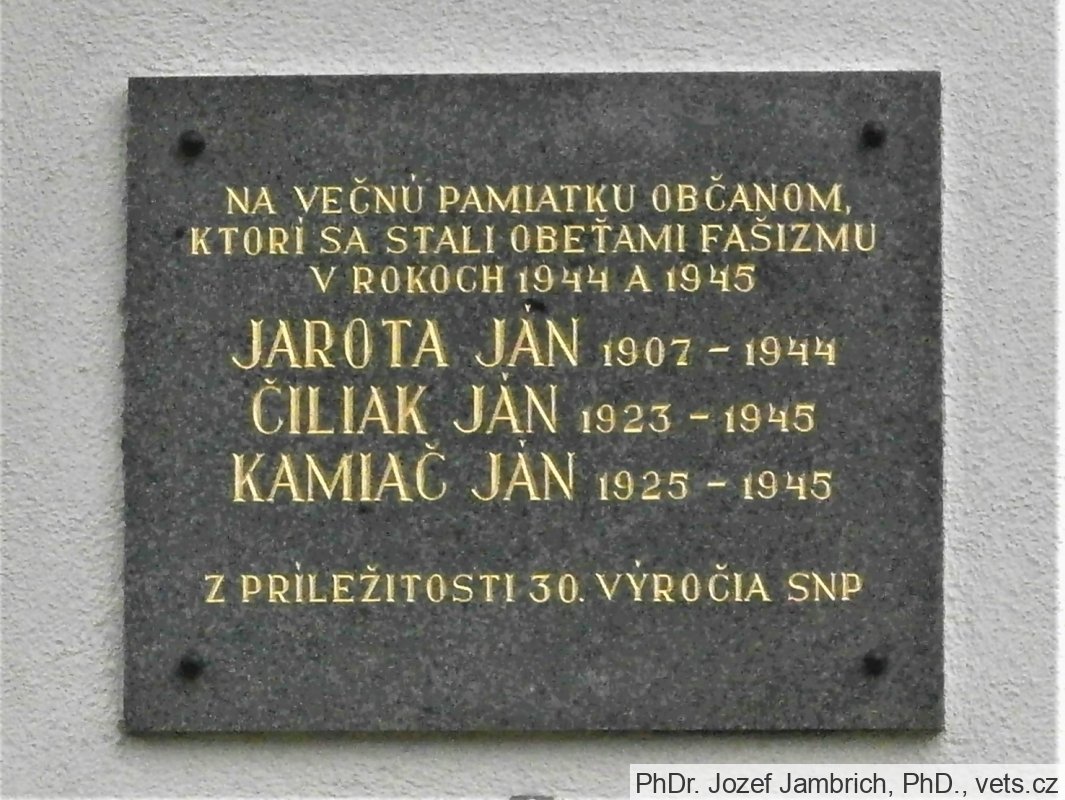 NA VEČNÚ PAMIATKU OBČANOM,
KTORÍ SA STALI OBEŤAMI FAŠIZMU
V ROKOCH 1944 A 1945
JAROTA JÁN 1907 – 1944
ČILIAK JÁN 1923 – 1945
KAMIAČ JÁN 1925 – 1945
Z PRÍLEŽITOSTI 30. VÝROČIA SNP
PhDr. Jozef Jambrich, PhD., vets.cz